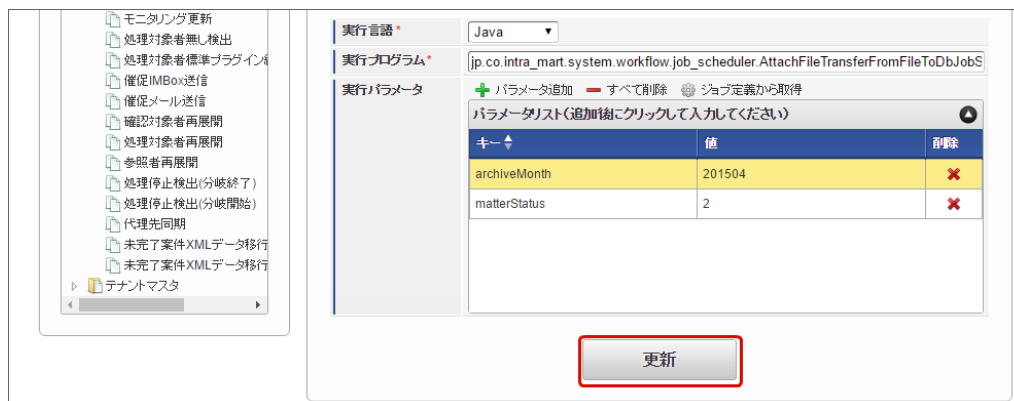 モニタリング更新
処理対象者無し検出
処理対象者標準プラグイン
催促IMBox送信
催促メール送信
確認対象者再展開
処理対象者再展開
参照者再展開
処理停止検出(分岐終了)
処理停止検出(分岐開始)
代理先同期
未完了案件XMLデータ移行
未完了案件XMLデータ移行
テナントマスタ
実行言語*
Java
実行プログラム*
jp.co.intra_mart.system.workflow.job_scheduler.AttachFileTransferFromFileToDbJobS
実行パラメータ
パラメータ追加 すべて削除 ジョブ定義から取得
パラメータリスト(追加後にクリックして入力してください)
キー 値 削除
archiveMonth 201504
matterStatus 2
更新